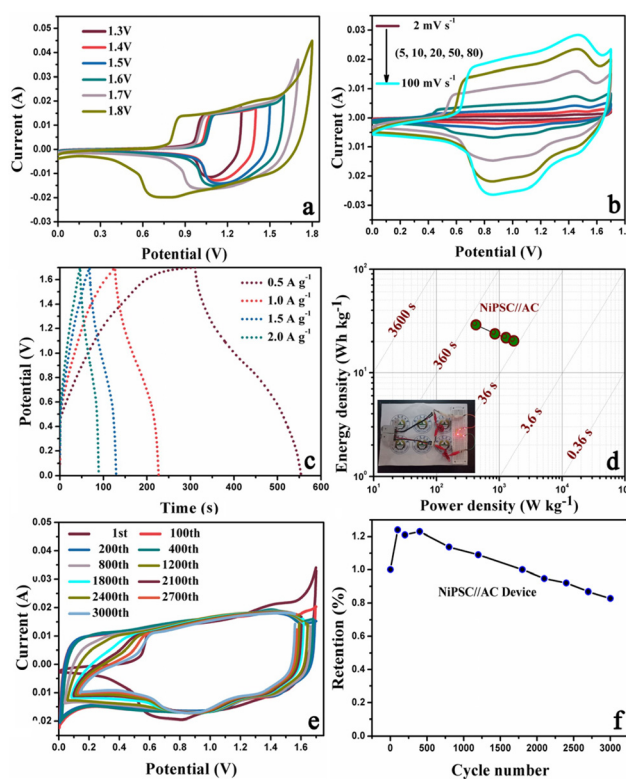 1.3V
1.4V
1.5V
1.6V
1.7V
1.8V
Current (A)
0.05
0.04
0.03
0.02
0.01
0.00
-0.01
-0.02
-0.03
0.0 0.3 0.6 0.9 1.2 1.5 1.8
Potential (V)
a
2 mV s-1
(5, 10, 20, 50, 80)
100 mV s-1
Current (A)
0.03
0.02
0.01
0.00
-0.01
-0.02
-0.03
0.0 0.3 0.6 0.9 1.2 1.5 1.8
Potential (V)
b
0.5 A g-1
1.0 A g-1
1.5 A g-1
2.0 A g-1
Potential (V)
1.6
1.4
1.2
1.0
0.8
0.6
0.4
0.2
0.0
0 100 200 300 400 500 600
Time (s)
c
Energy density (Wh kg-1)
10²
10¹
10⁰
3600 s
360 s
36 s
3.6 s
0.36 s
NiPSC//AC
10¹ 10² 10³ 10⁴
Power density (W kg-1)
d
1st 100th
200th 400th
800th 1200th
1800th 2100th
2400th 2700th
3000th
Current (A)
0.05
0.04
0.03
0.02
0.01
0.00
0.01
0.02
0.0 0.4 0.8 1.2 1.6
Potential (V)
e
Retention (%)
1.2
1.0
0.8
0.6
0.4
0.2
0.0
NiPSC//AC Device
0 500 1000 1500 2000 2500 3000
Cycle number
f